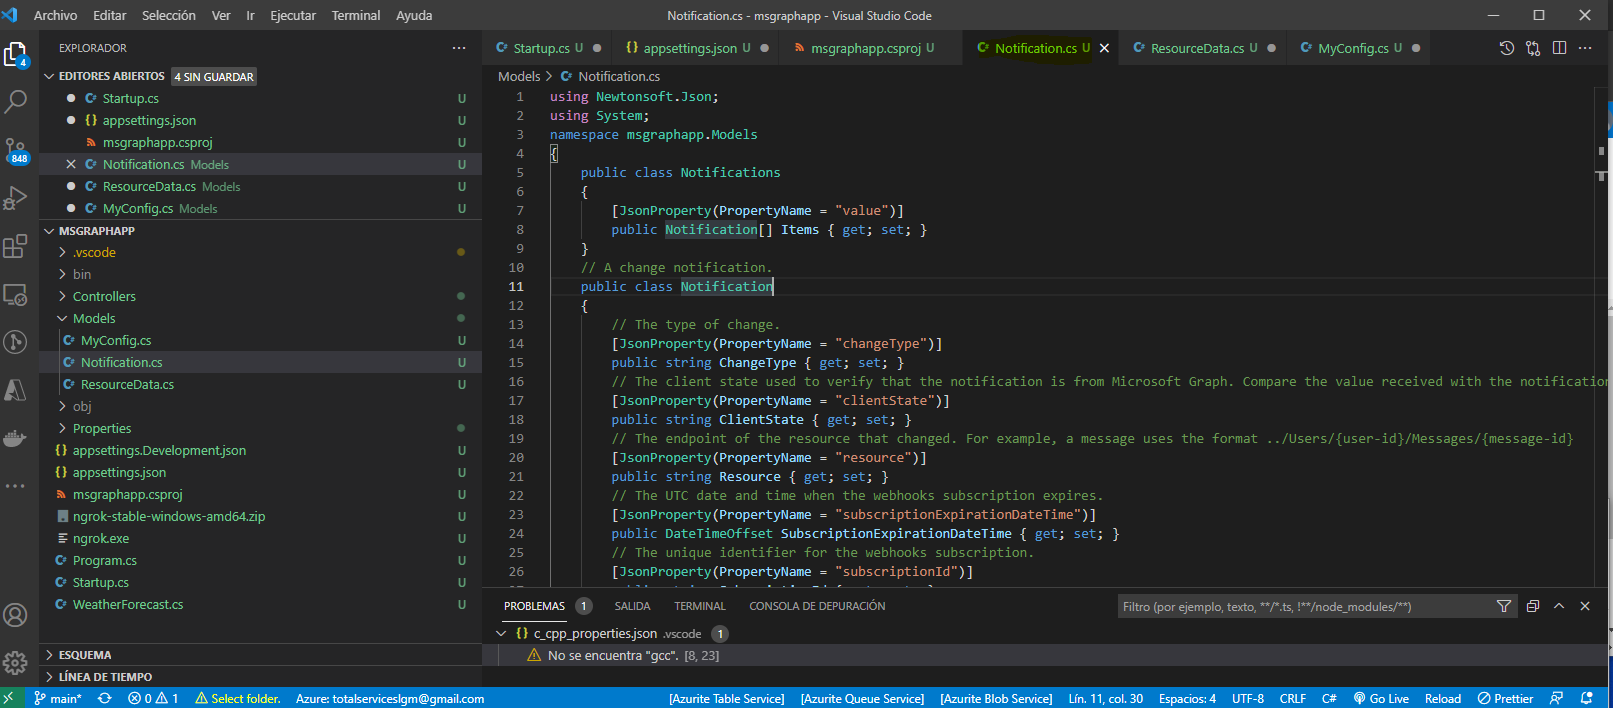 Archivo Editar Selección Ver Ir Ejecutar Terminal Ayuda Notification.cs - msgraphapp - Visual Studio Code
EXPLORADOR
EDITORES ABIERTOS 4 SIN GUARDAR
Startup.cs U
appsettings.json U
msgraphapp.csproj U
Notification.cs Models U
ResourceData.cs Models U
MyConfig.cs Models U
MSGRAPHAPP
.vscode
bin
Controllers
Models
MyConfig.cs U
Notification.cs U
ResourceData.cs U
obj
Properties
appsettings.Development.json U
appsettings.json U
msgraphapp.csproj U
ngrok-stable-windows-amd64.zip U
ngrok.exe U
Program.cs U
Startup.cs U
WeatherForecast.cs U
ESQUEMA
LÍNEA DE TIEMPO
4
848
Startup.cs U appsettings.json U msgraphapp.csproj U Notification.cs U ResourceData.cs U MyConfig.cs U
Models > Notification.cs
1 using Newtonsoft.Json;
2 using System;
3 namespace msgraphapp.Models
4 {
5 public class Notifications
6 {
7 [JsonProperty(PropertyName = "value")]
8 public Notification[] Items { get; set; }
9 }
10 // A change notification.
11 public class Notification
12 {
13 // The type of change.
14 [JsonProperty(PropertyName = "changeType")]
15 public string ChangeType { get; set; }
16 // The client state used to verify that the notification is from Microsoft Graph. Compare the value received with the notification
17 [JsonProperty(PropertyName = "clientState")]
18 public string ClientState { get; set; }
19 // The endpoint of the resource that changed. For example, a message uses the format ../Users/{user-id}/Messages/{message-id}
20 [JsonProperty(PropertyName = "resource")]
21 public string Resource { get; set; }
22 // The UTC date and time when the webhooks subscription expires.
23 [JsonProperty(PropertyName = "subscriptionExpirationDateTime")]
24 public DateTimeOffset SubscriptionExpirationDateTime { get; set; }
25 // The unique identifier for the webhooks subscription.
26 [JsonProperty(PropertyName = "subscriptionId")]
PROBLEMAS 1 SALIDA TERMINAL CONSOLA DE DEPURACIÓN Filtro (por ejemplo, texto, **/*.ts, !**/node_modules/**)
{} c_cpp_properties.json .vscode 1
No se encuentra "gcc". [8, 23]
main* 0 1 Select folder. Azure: totalserviceslgm@gmail.com [Azurite Table Service] [Azurite Queue Service] [Azurite Blob Service] Lín. 11, col. 30 Espacios: 4 UTF-8 CRLF C# Go Live Reload Prettier